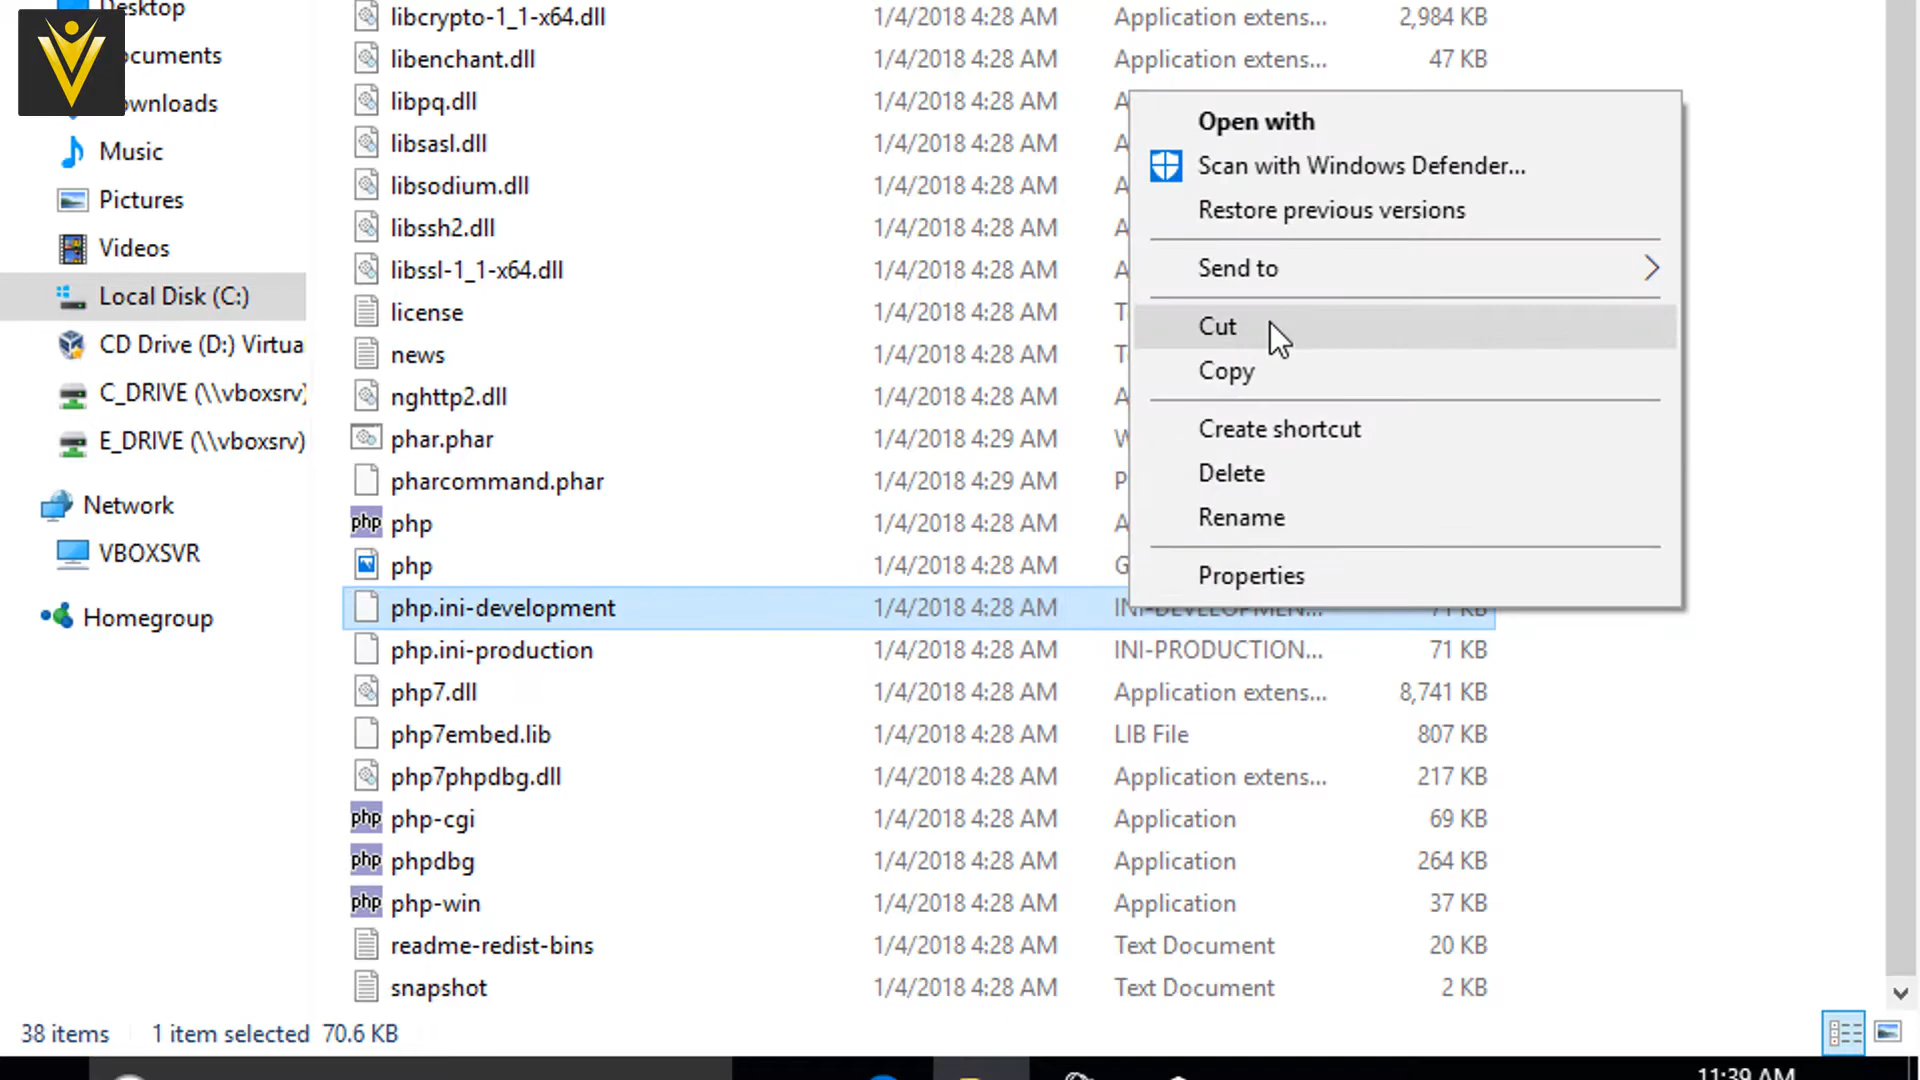 Desktop
ocuments
ownloads
Music
Pictures
Videos
Local Disk (C:)
CD Drive (D:) Virtua
C_DRIVE (\\vboxsrv)
E_DRIVE (\\vboxsrv)
Network
VBOXSVR
Homegroup
libcrypto-1_1-x64.dll 1/4/2018 4:28 AM Application extens... 2,984 KB
libenchant.dll 1/4/2018 4:28 AM Application extens... 47 KB
libpq.dll 1/4/2018 4:28 AM A
libsasl.dll 1/4/2018 4:28 AM A
libsodium.dll 1/4/2018 4:28 AM A
libssh2.dll 1/4/2018 4:28 AM A
libssl-1_1-x64.dll 1/4/2018 4:28 AM A
license 1/4/2018 4:28 AM T
news 1/4/2018 4:28 AM T
nghttp2.dll 1/4/2018 4:28 AM A
phar.phar 1/4/2018 4:29 AM W
pharcommand.phar 1/4/2018 4:29 AM P
php php 1/4/2018 4:28 AM A
php 1/4/2018 4:28 AM G
php.ini-development 1/4/2018 4:28 AM INI-DEVELOPMEN... 71 KB
php.ini-production 1/4/2018 4:28 AM INI-PRODUCTION... 71 KB
php7.dll 1/4/2018 4:28 AM Application extens... 8,741 KB
php7embed.lib 1/4/2018 4:28 AM LIB File 807 KB
php7phpdbg.dll 1/4/2018 4:28 AM Application extens... 217 KB
php php-cgi 1/4/2018 4:28 AM Application 69 KB
php phpdbg 1/4/2018 4:28 AM Application 264 KB
php php-win 1/4/2018 4:28 AM Application 37 KB
readme-redist-bins 1/4/2018 4:28 AM Text Document 20 KB
snapshot 1/4/2018 4:28 AM Text Document 2 KB
Open with
Scan with Windows Defender...
Restore previous versions
Send to
Cut
Copy
Create shortcut
Delete
Rename
Properties
38 items 1 item selected 70.6 KB
11:39 AM